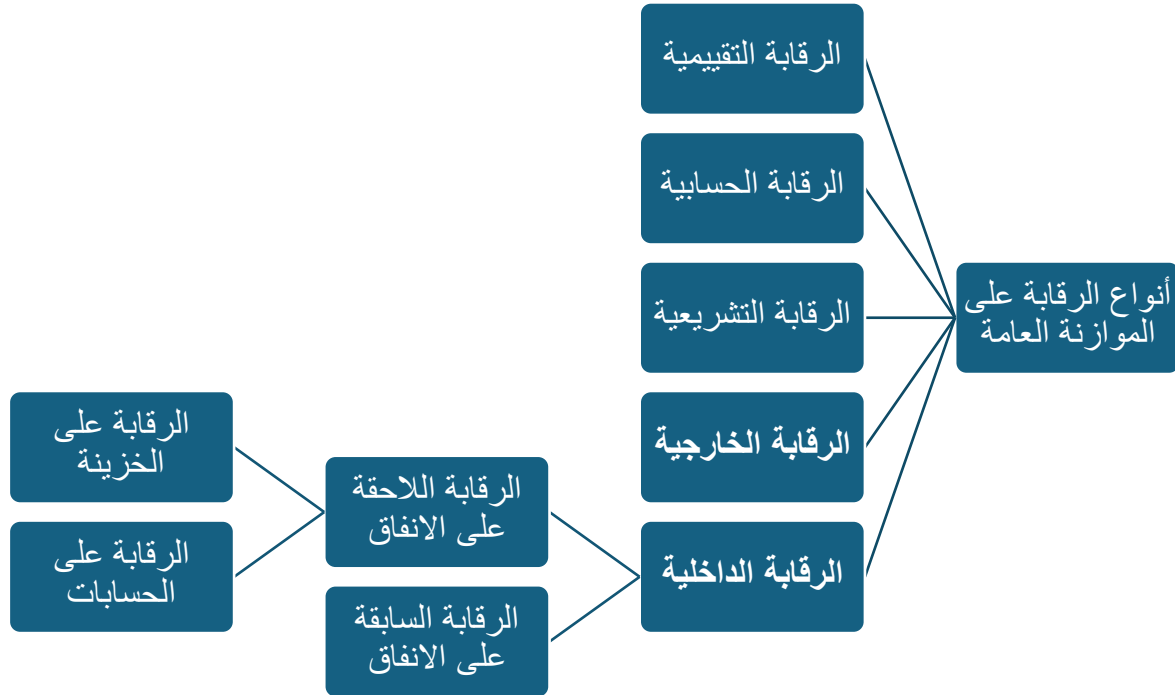 أنواع الرقابة على
الموازنة العامة
الرقابة التقييمية
الرقابة الحسابية
الرقابة التشريعية
الرقابة الخارجية
الرقابة الداخلية
الرقابة اللاحقة
على الانفاق
الرقابة على
الخزينة
الرقابة على
الحسابات
الرقابة السابقة
على الانفاق